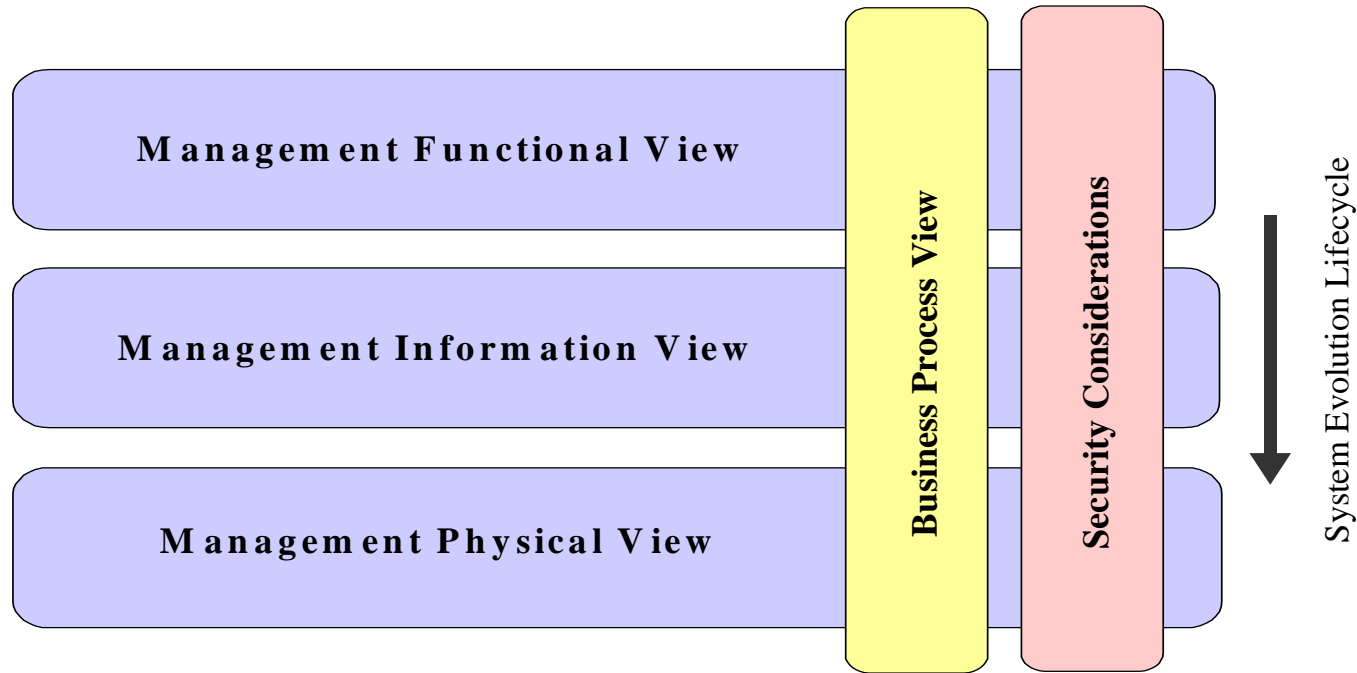 Management Functional View
Management Information View
Management Physical View
Business Process View
Security Considerations
System Evolution Lifecycle